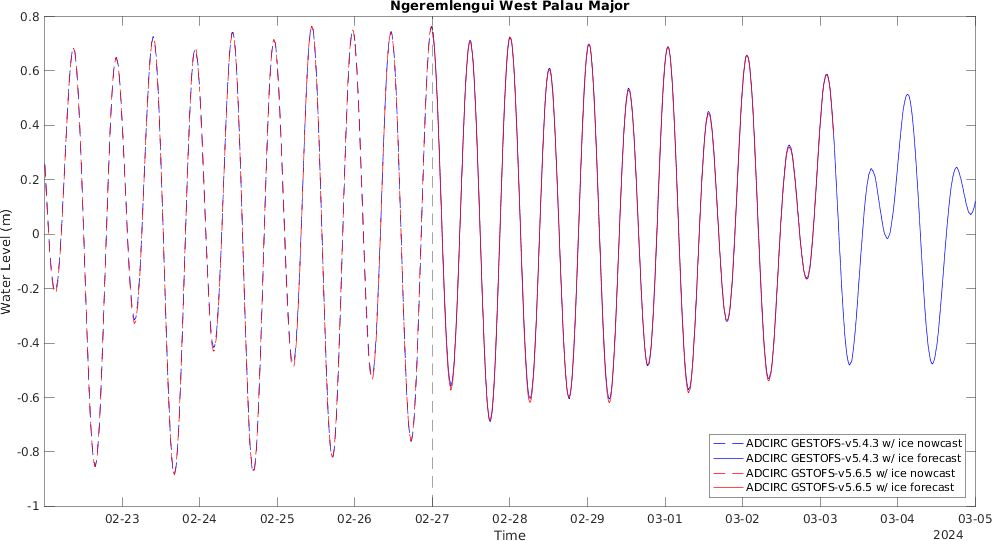 Ngeremlengui West Palau Major
0.8
0.6
0.4
0.2
0
-0.2
-0.4
-0.6
-0.8
-1
Water Level (m)
ADCIRC GESTOFS-v5.4.3 w/ ice nowcast
ADCIRC GESTOFS-v5.4.3 w/ ice forecast
ADCIRC GSTOFS-v5.6.5 w/ ice nowcast
ADCIRC GSTOFS-v5.6.5 w/ ice forecast
02-23 02-24 02-25 02-26 02-27 02-28 02-29 03-01 03-02 03-03 03-04 03-05
Time
2024